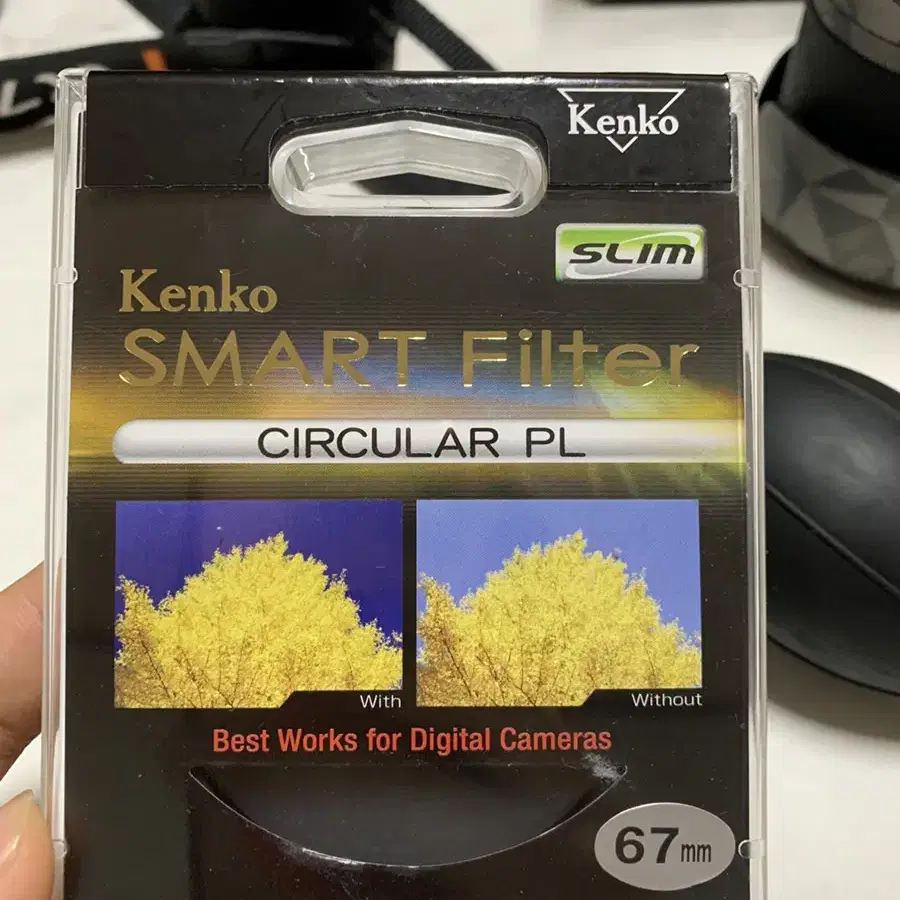 Kenko
SLIM
Kenko
SMART Filter
CIRCULAR PL
With
Without
Best Works for Digital Cameras
67mm